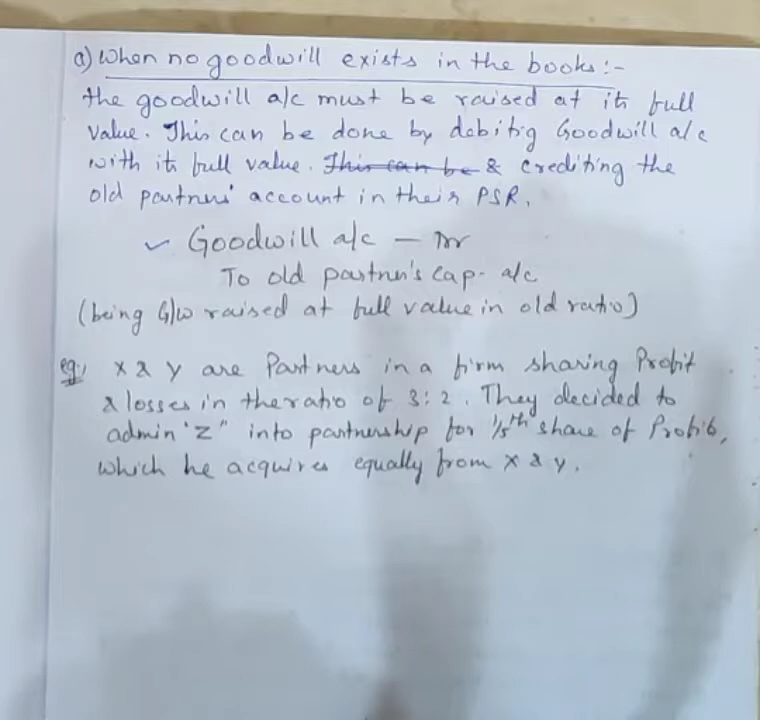 a) When no goodwill exists in the books:-
the goodwill a/c must be raised at its full
value. This can be done by debitig Goodwill a/c
with its full value. This can be & crediting the
old partners' account in their PSR.
✓ Goodwill a/c — Dr
To old partner's cap. a/c
(being G/w raised at full value in old ratio)
eg:, X & Y are Partners in a firm sharing Profit
& losses in the ratio of 3:2. They decided to
admin 'Z" into partnership for 1/5th share of Profits,
which he acquires equally from X & Y.